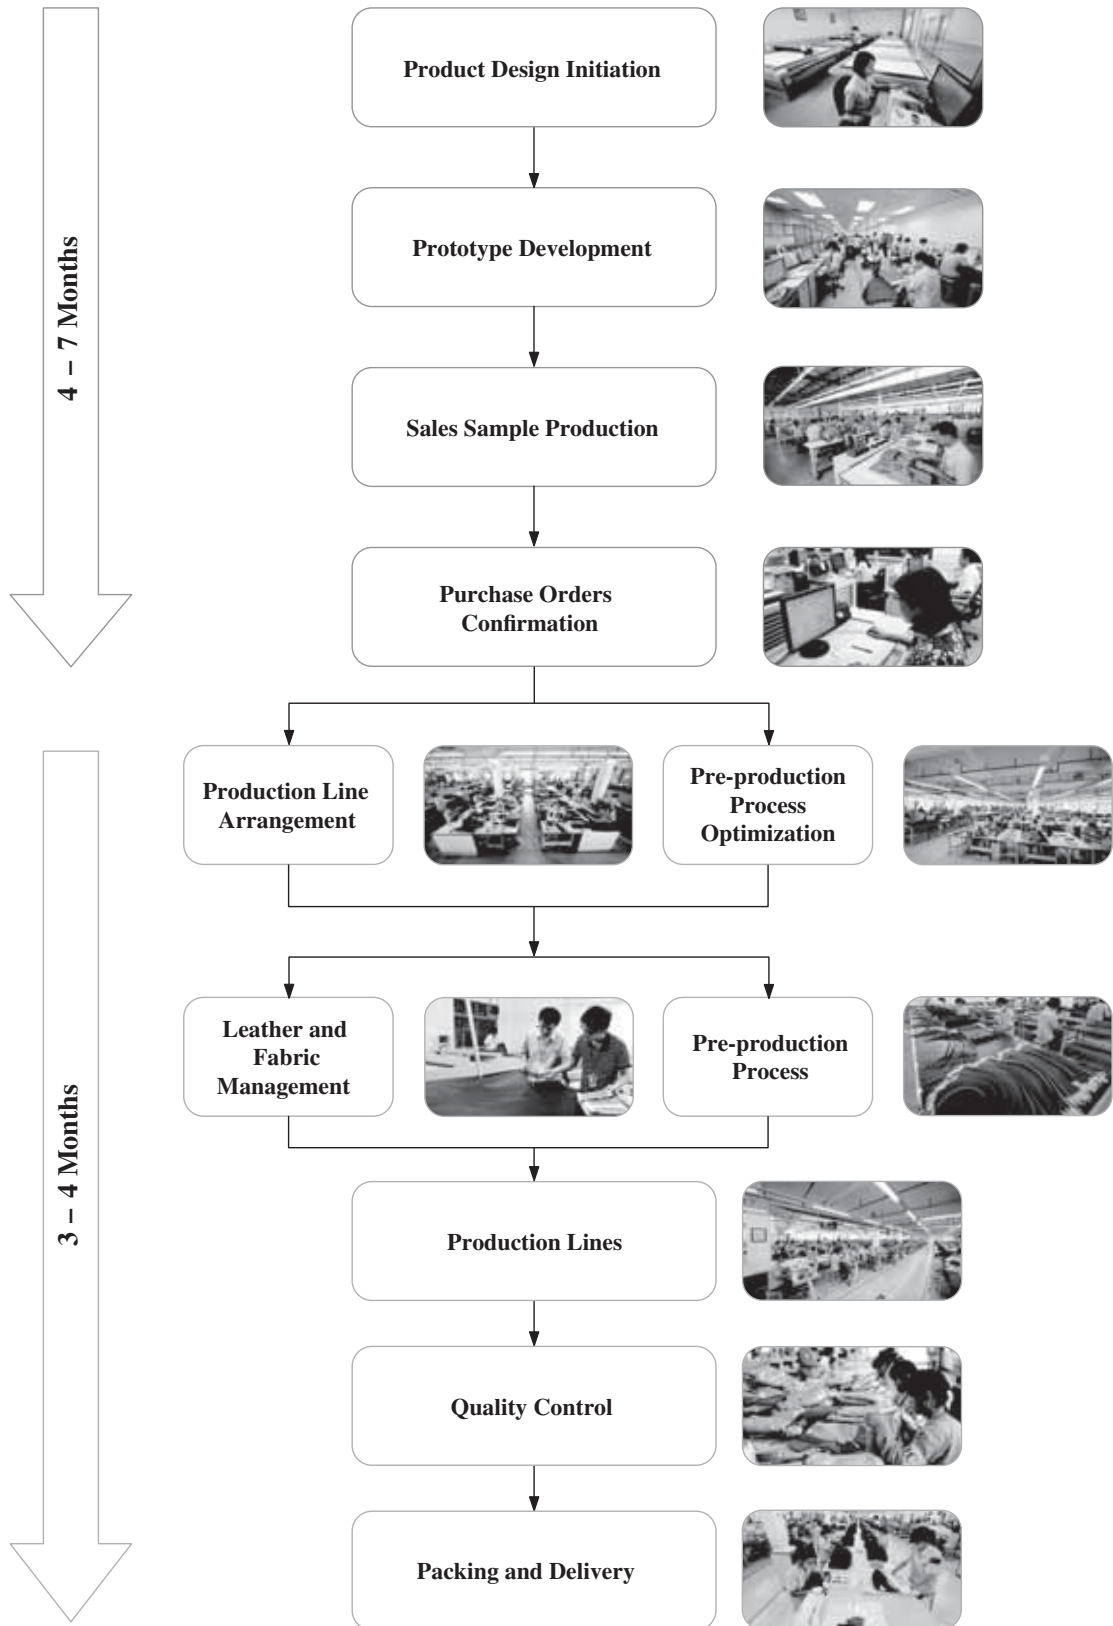 Product Design Initiation
Prototype Development
4 – 7 Months
Sales Sample Production
Purchase Orders
Confirmation
Production Line
Arrangement
Pre-production
Process
Optimization
Leather and
Fabric
Management
Pre-production
Process
3 – 4 Months
Production Lines
Quality Control
Packing and Delivery